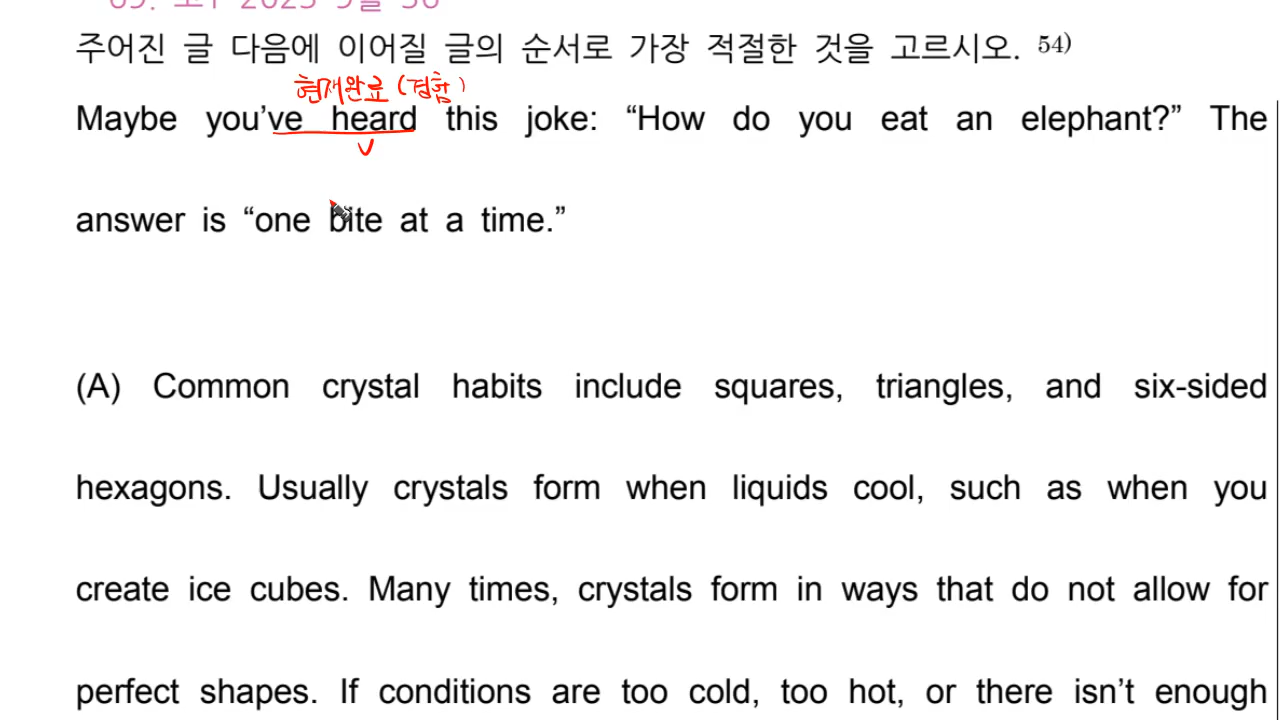 주어진 글 다음에 이어질 글의 순서로 가장 적절한 것을 고르시오. 54)
현재완료 (경험)
Maybe you’ve heard this joke: “How do you eat an elephant?” The
answer is “one bite at a time.”
(A) Common crystal habits include squares, triangles, and six-sided
hexagons. Usually crystals form when liquids cool, such as when you
create ice cubes. Many times, crystals form in ways that do not allow for
perfect shapes. If conditions are too cold, too hot, or there isn’t enough